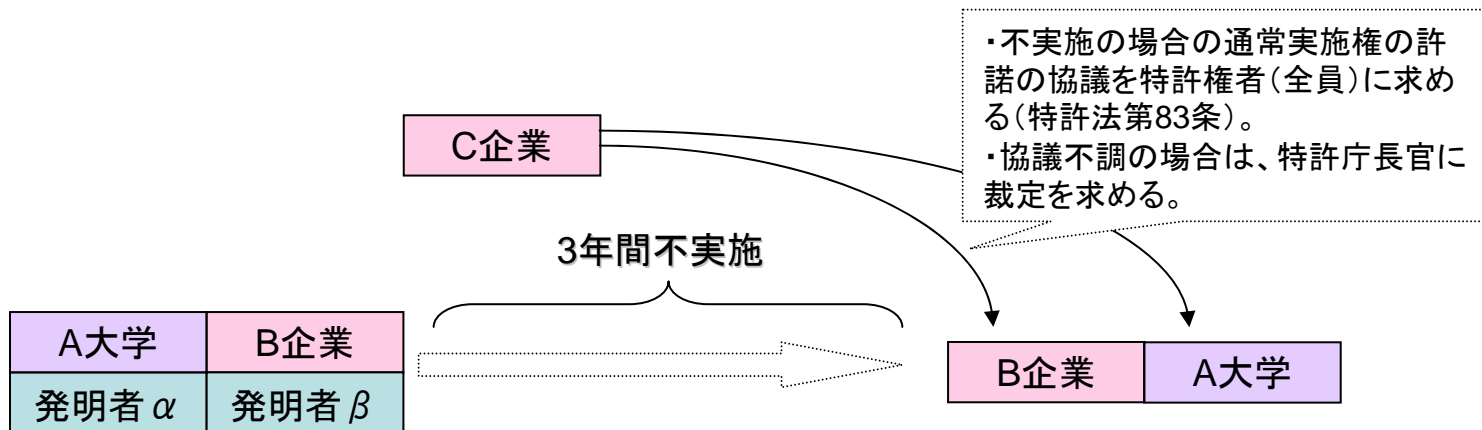 ・不実施の場合の通常実施権の許
諾の協議を特許権者(全員)に求め
る(特許法第83条)。
・協議不調の場合は、特許庁長官に
裁定を求める。
C企業
3年間不実施
A大学
B企業
発明者α
発明者β
B企業
A大学